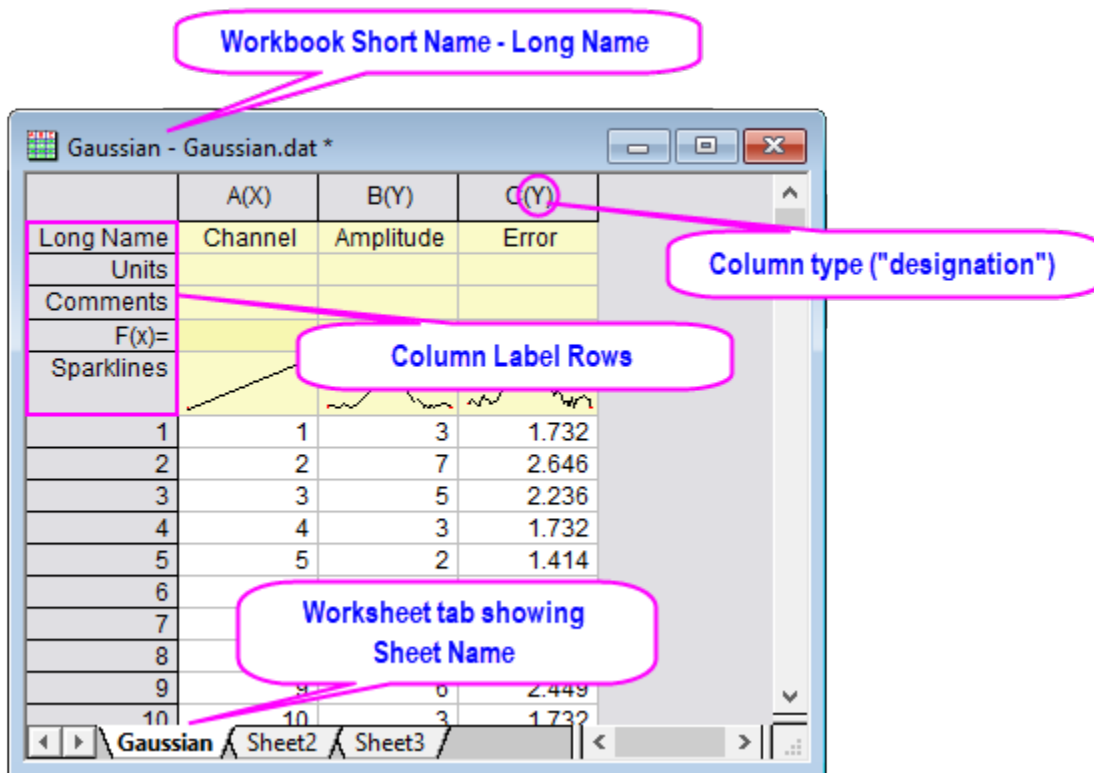 Workbook Short Name - Long Name
Gaussian - Gaussian.dat *
A(X) B(Y) C(Y)
Column type ("designation")
Long Name Channel Amplitude Error
Units
Comments
F(x)=
Column Label Rows
Sparklines
1 1 3 1.732
2 2 7 2.646
3 3 5 2.236
4 4 3 1.732
5 5 2 1.414
6
7
8
Worksheet tab showing
Sheet Name
9 9 6 2.449
10 10 3 1.732
Gaussian Sheet2 Sheet3